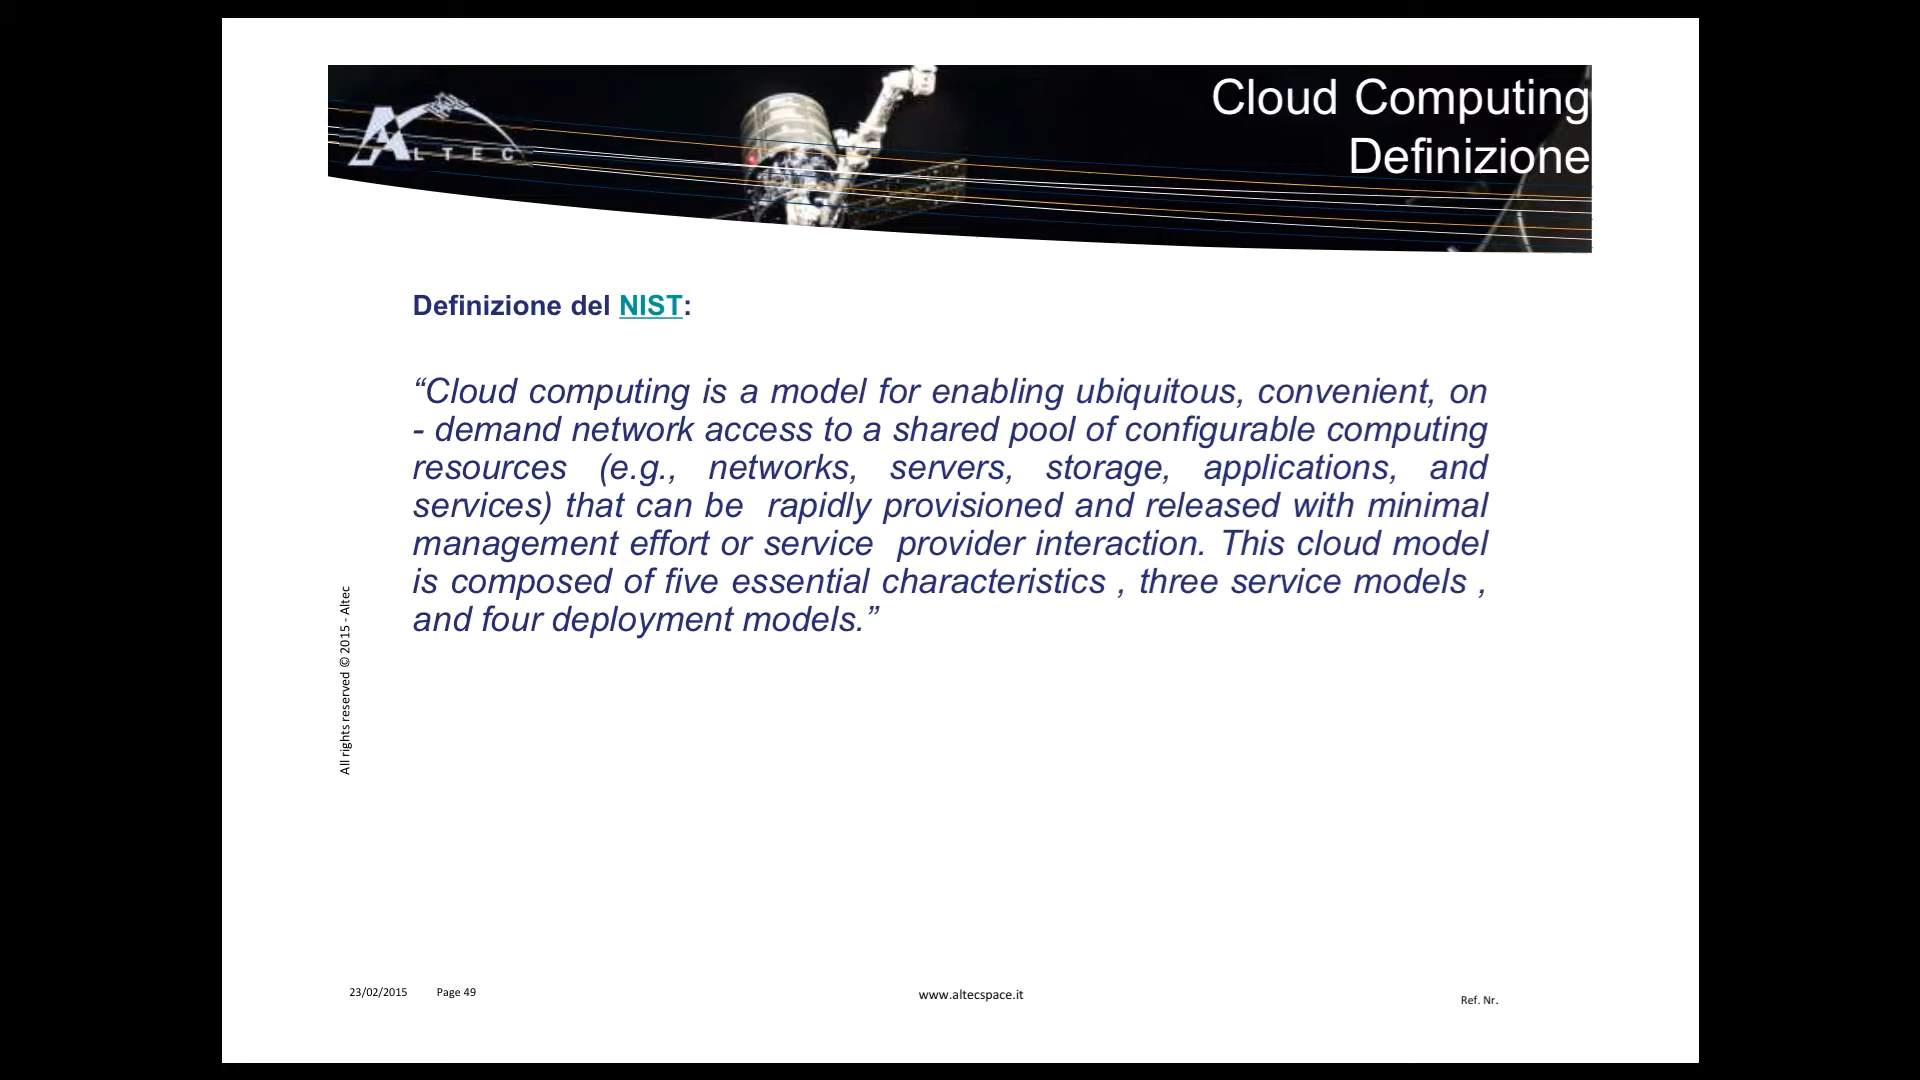 ALTEC
Cloud Computing
Definizione
Definizione del NIST:
“Cloud computing is a model for enabling ubiquitous, convenient, on
- demand network access to a shared pool of configurable computing
resources (e.g., networks, servers, storage, applications, and
services) that can be  rapidly provisioned and released with minimal
management effort or service  provider interaction. This cloud model
is composed of five essential characteristics , three service models ,
and four deployment models.”
All rights reserved © 2015 - Altec
23/02/2015 Page 49
www.altecspace.it
Ref. Nr.